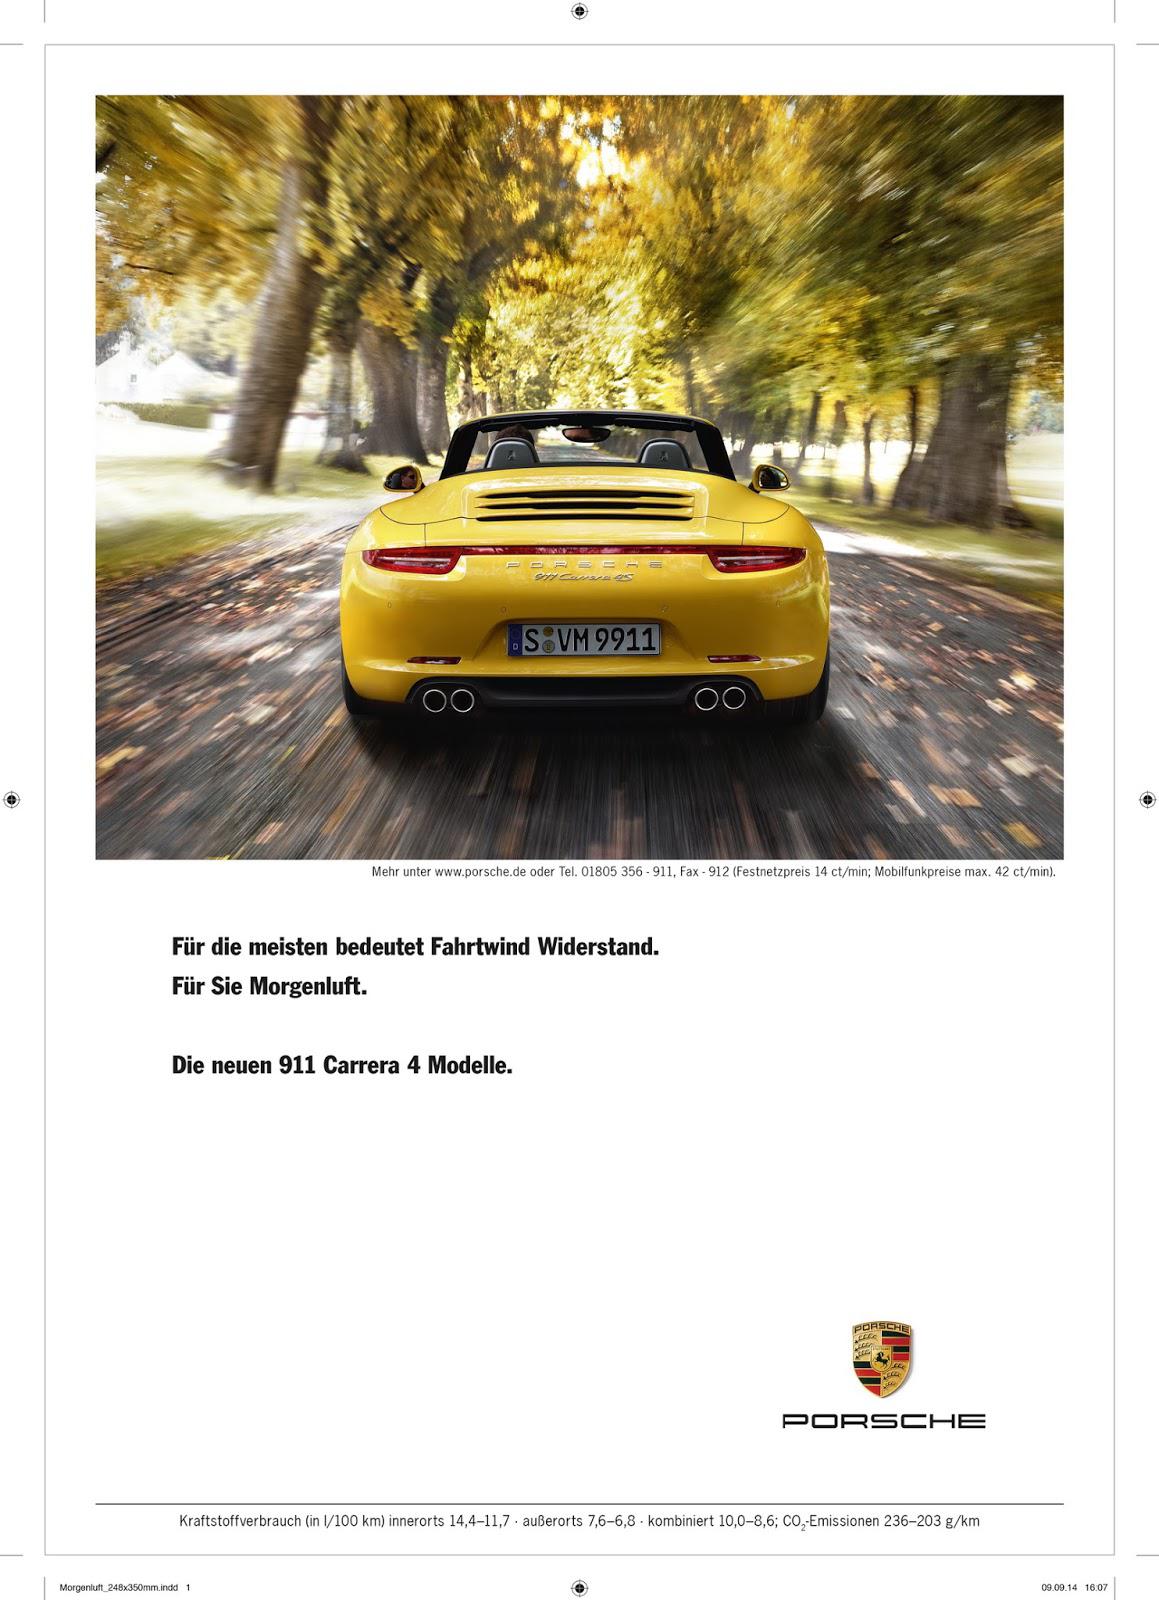 PORSCHE
911 Carrera 4S
S VM 9911
Mehr unter www.porsche.de oder Tel. 01805 356 - 911, Fax - 912 (Festnetzpreis 14 ct/min; Mobilfunkpreise max. 42 ct/min).
Für die meisten bedeutet Fahrtwind Widerstand.
Für Sie Morgenluft.
Die neuen 911 Carrera 4 Modelle.
PORSCHE
PORSCHE
Kraftstoffverbrauch (in l/100 km) innerorts 14,4–11,7 · außerorts 7,6–6,8 · kombiniert 10,0–8,6; CO2-Emissionen 236–203 g/km
Morgenluft_248x350mm.indd 1 09.09.14 16:07